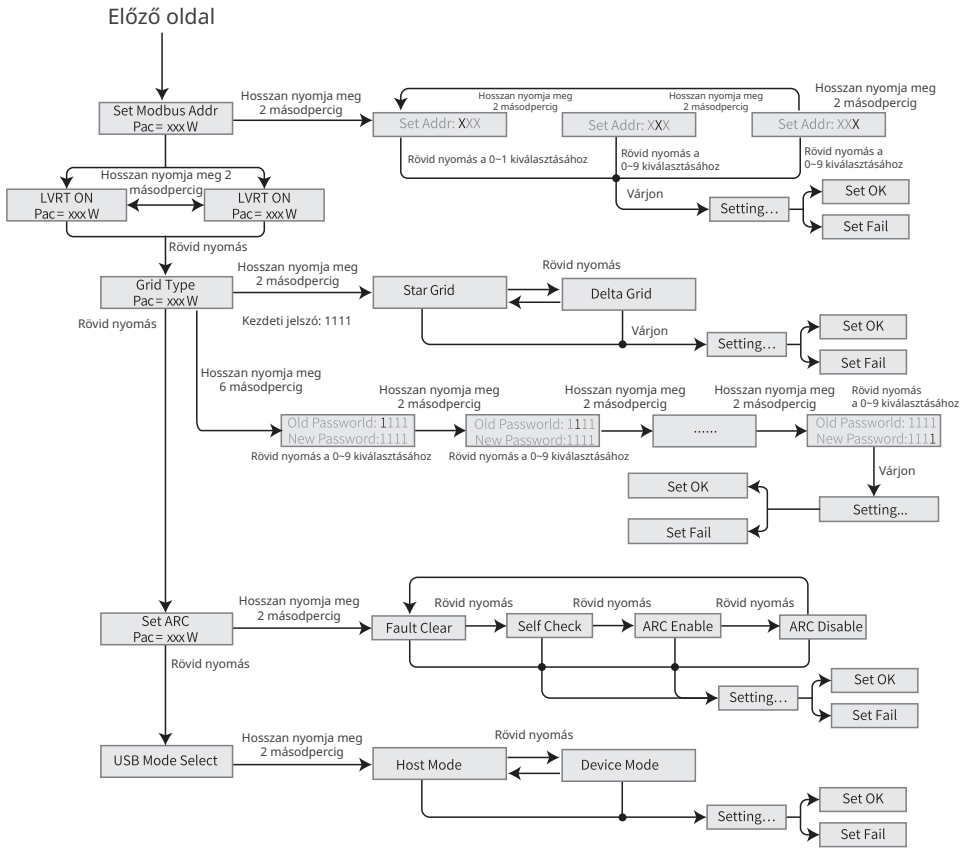 Előző oldal
Set Modbus Addr
Pac = xxx W
Hosszan nyomja meg
2 másodpercig
Set Addr: XXX
Hosszan nyomja meg
2 másodpercig
Set Addr: XXX
Hosszan nyomja meg
2 másodpercig
Set Addr: XXX
Hosszan nyomja meg
2 másodpercig
Rövid nyomás a 0~1 kiválasztásához
Rövid nyomás a
0~9 kiválasztásához
Rövid nyomás a
0~9 kiválasztásához
Hosszan nyomja meg 2
másodpercig
LVRT ON
Pac = xxx W
LVRT ON
Pac = xxx W
Várjon
Setting...
Set OK
Set Fail
Rövid nyomás
Grid Type
Pac = xxx W
Hosszan nyomja meg
2 másodpercig
Star Grid
Rövid nyomás
Delta Grid
Rövid nyomás
Kezdeti jelszó: 1111
Várjon
Setting...
Set OK
Set Fail
Hosszan nyomja meg
6 másodpercig
Hosszan nyomja meg
2 másodpercig
Hosszan nyomja meg
2 másodpercig
Hosszan nyomja meg
2 másodpercig
Rövid nyomás
a 0~9 kiválasztásához
Old Passworld: 1111
New Password:1111
Old Passworld: 1111
New Password:1111
......
Old Passworld: 1111
New Password:1111
Rövid nyomás a 0~9 kiválasztásához
Rövid nyomás a 0~9 kiválasztásához
Várjon
Set OK
Setting...
Set Fail
Set ARC
Pac = xxx W
Hosszan nyomja meg
2 másodpercig
Fault Clear
Rövid nyomás
Self Check
Rövid nyomás
ARC Enable
Rövid nyomás
ARC Disable
Rövid nyomás
Setting...
Set OK
Set Fail
USB Mode Select
Hosszan nyomja meg
2 másodpercig
Host Mode
Rövid nyomás
Device Mode
Setting...
Set OK
Set Fail